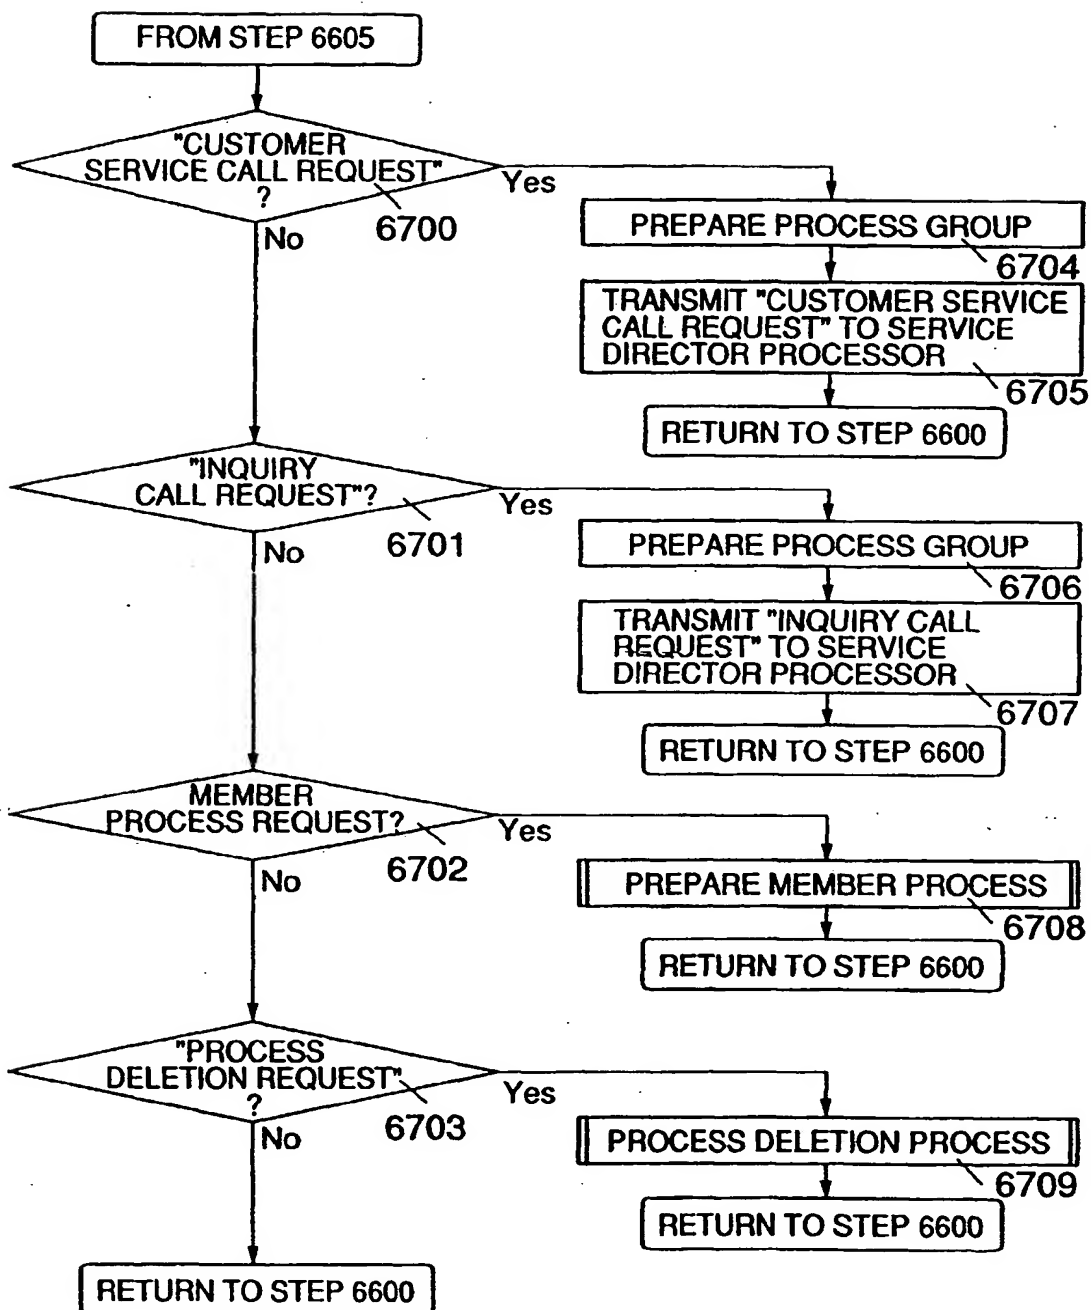 FROM STEP 6605
"CUSTOMER
SERVICE CALL REQUEST"
?
6700
Yes
No
PREPARE PROCESS GROUP
6704
TRANSMIT "CUSTOMER SERVICE
CALL REQUEST" TO SERVICE
DIRECTOR PROCESSOR
6705
RETURN TO STEP 6600
"INQUIRY
CALL REQUEST"?
6701
Yes
No
PREPARE PROCESS GROUP
6706
TRANSMIT "INQUIRY CALL
REQUEST" TO SERVICE
DIRECTOR PROCESSOR
6707
RETURN TO STEP 6600
MEMBER
PROCESS REQUEST?
6702
Yes
No
PREPARE MEMBER PROCESS
6708
RETURN TO STEP 6600
"PROCESS
DELETION REQUEST"
?
6703
Yes
No
PROCESS DELETION PROCESS
6709
RETURN TO STEP 6600
RETURN TO STEP 6600